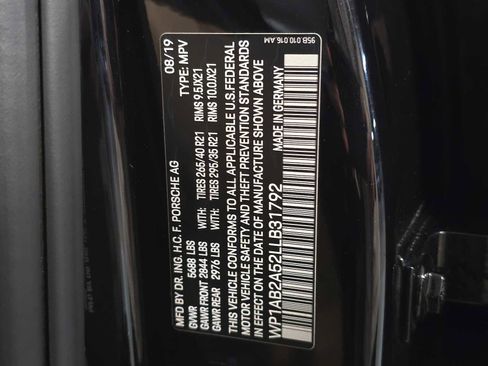 95B.010.016 AM
MFD. BY DR. ING. H.C. F. PORSCHE AG 08/19
TYPE: MPV
GVWR 5688 LBS
GAWR FRONT 2844 LBS WITH: TIRES 265/40 R21 RIMS 9.5JX21
GAWR REAR 2976 LBS WITH: TIRES 295/35 R21 RIMS 10.0JX21
THIS VEHICLE CONFORMS TO ALL APPLICABLE U.S.FEDERAL
MOTOR VEHICLE SAFETY AND THEFT PREVENTION STANDARDS
IN EFFECT ON THE DATE OF MANUFACTURE SHOWN ABOVE
WP1AB2A52LLB31792 MADE IN GERMANY